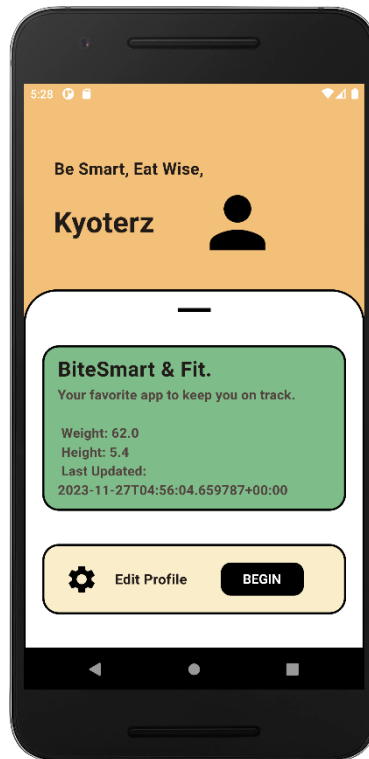 5:28
Be Smart, Eat Wise,
Kyoterz
BiteSmart & Fit.
Your favorite app to keep you on track.
Weight: 62.0
Height: 5.4
Last Updated:
2023-11-27T04:56:04.659787+00:00
Edit Profile BEGIN